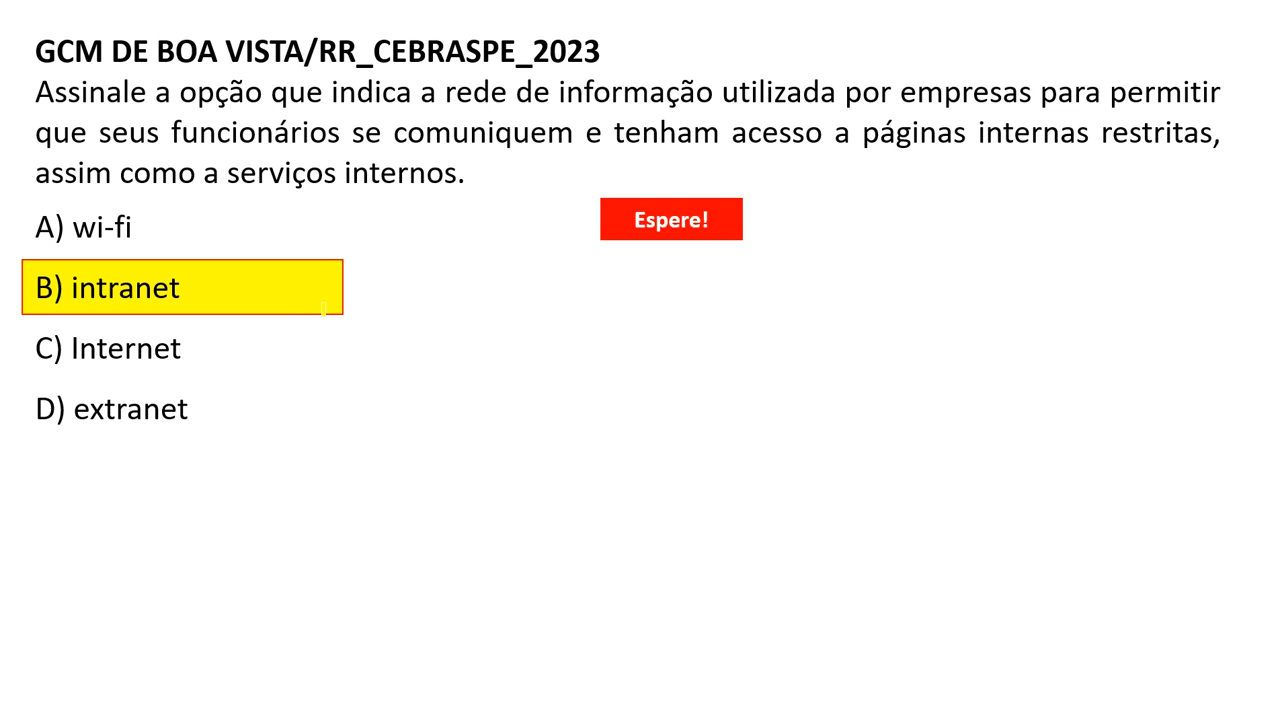 GCM DE BOA VISTA/RR_CEBRASPE_2023
Assinale a opção que indica a rede de informação utilizada por empresas para permitir
que seus funcionários se comuniquem e tenham acesso a páginas internas restritas,
assim como a serviços internos.
Espere!
A) wi-fi
B) intranet
C) Internet
D) extranet